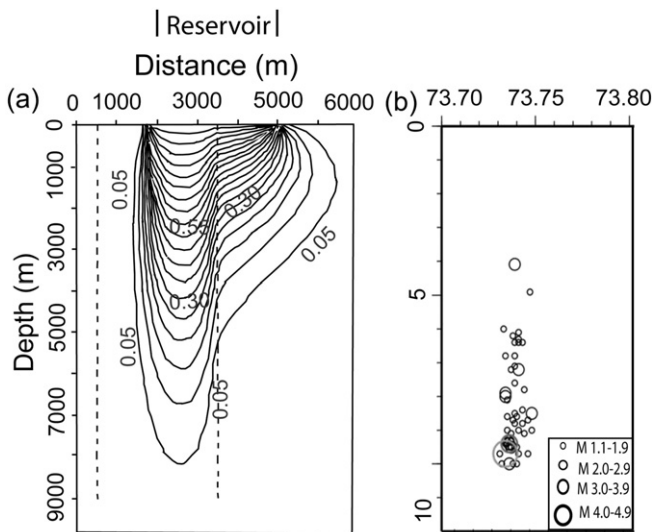 | Reservoir |
Distance (m)
(a) 0 1000 3000 5000 6000
(b) 73.70 73.75 73.80
0
1000
3000
5000
7000
9000
Depth (m)
0.05
0.55
0.30
0.30
0.05
0.05
0.05
0
5
10
M 1.1-1.9
M 2.0-2.9
M 3.0-3.9
M 4.0-4.9